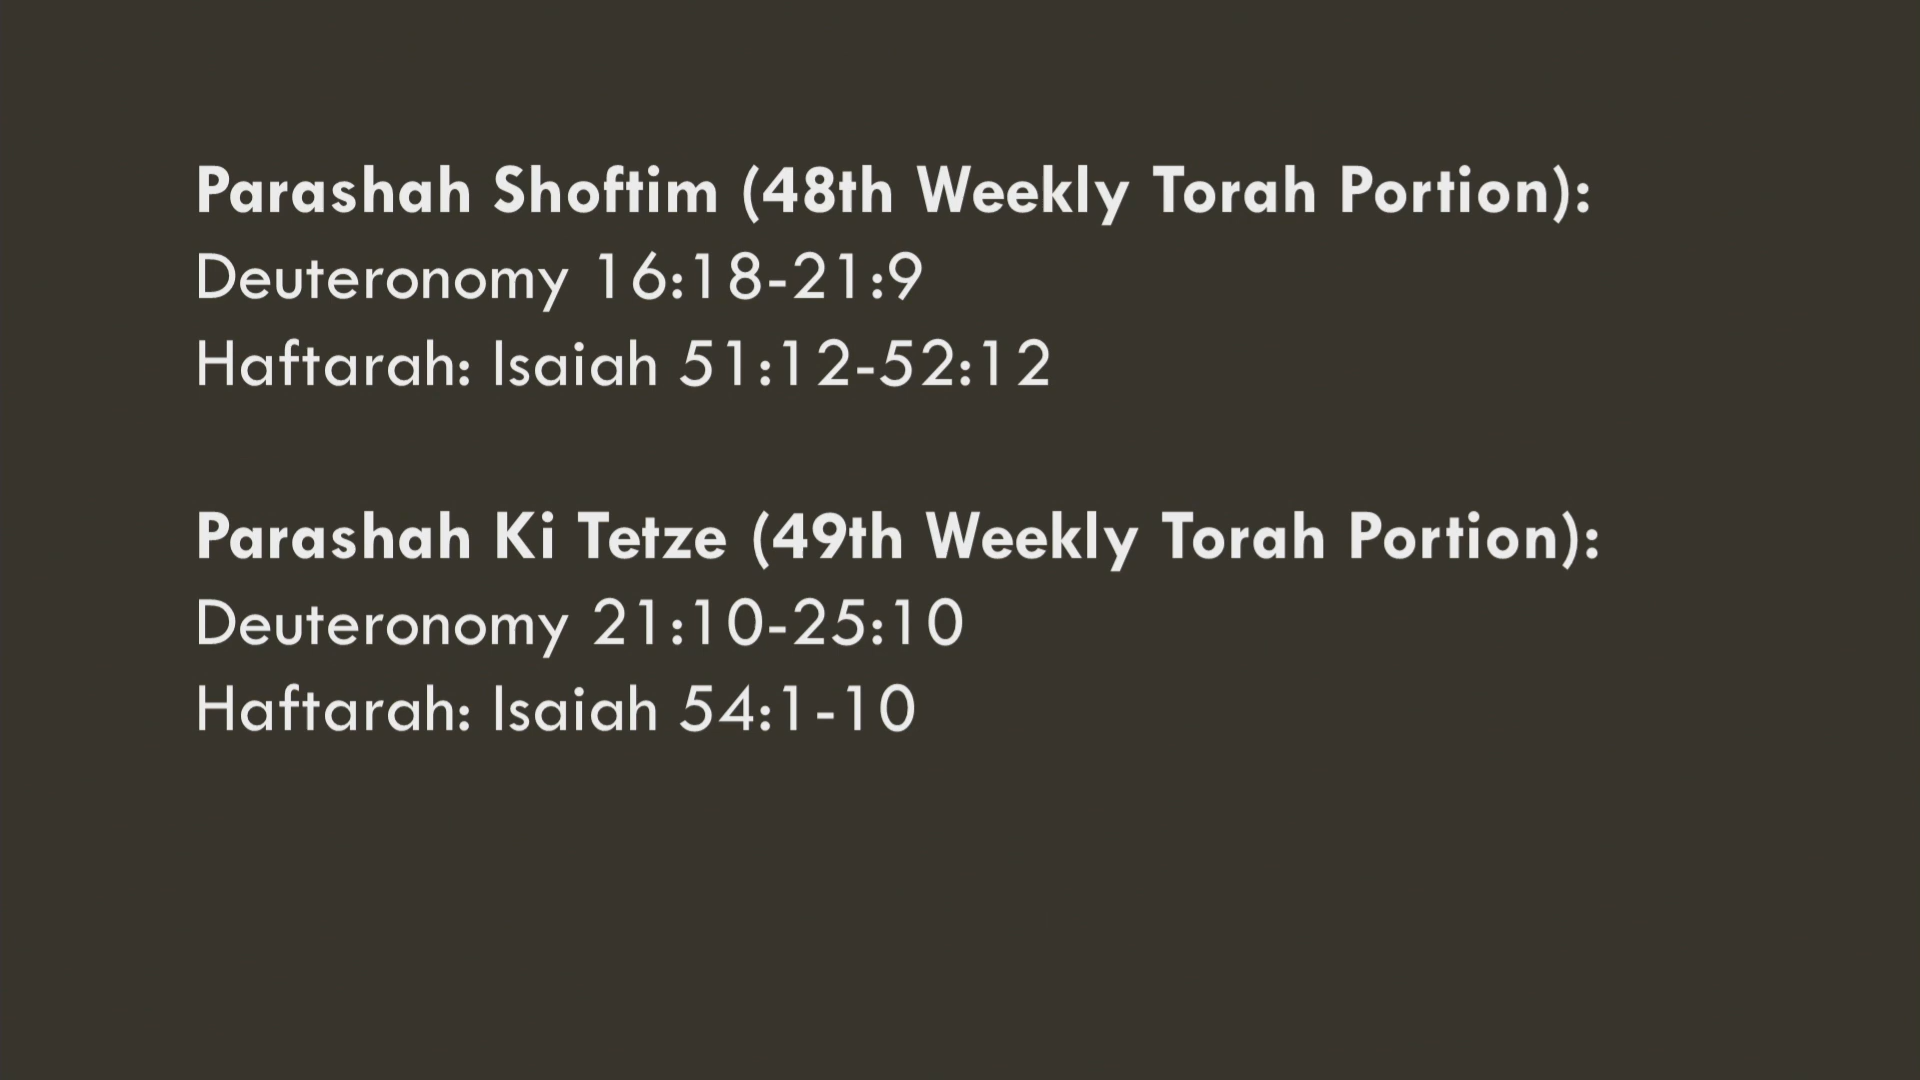 Parashah Shoftim (48th Weekly Torah Portion):
Deuteronomy 16:18-21:9
Haftarah: Isaiah 51:12-52:12
Parashah Ki Tetze (49th Weekly Torah Portion):
Deuteronomy 21:10-25:10
Haftarah: Isaiah 54:1-10